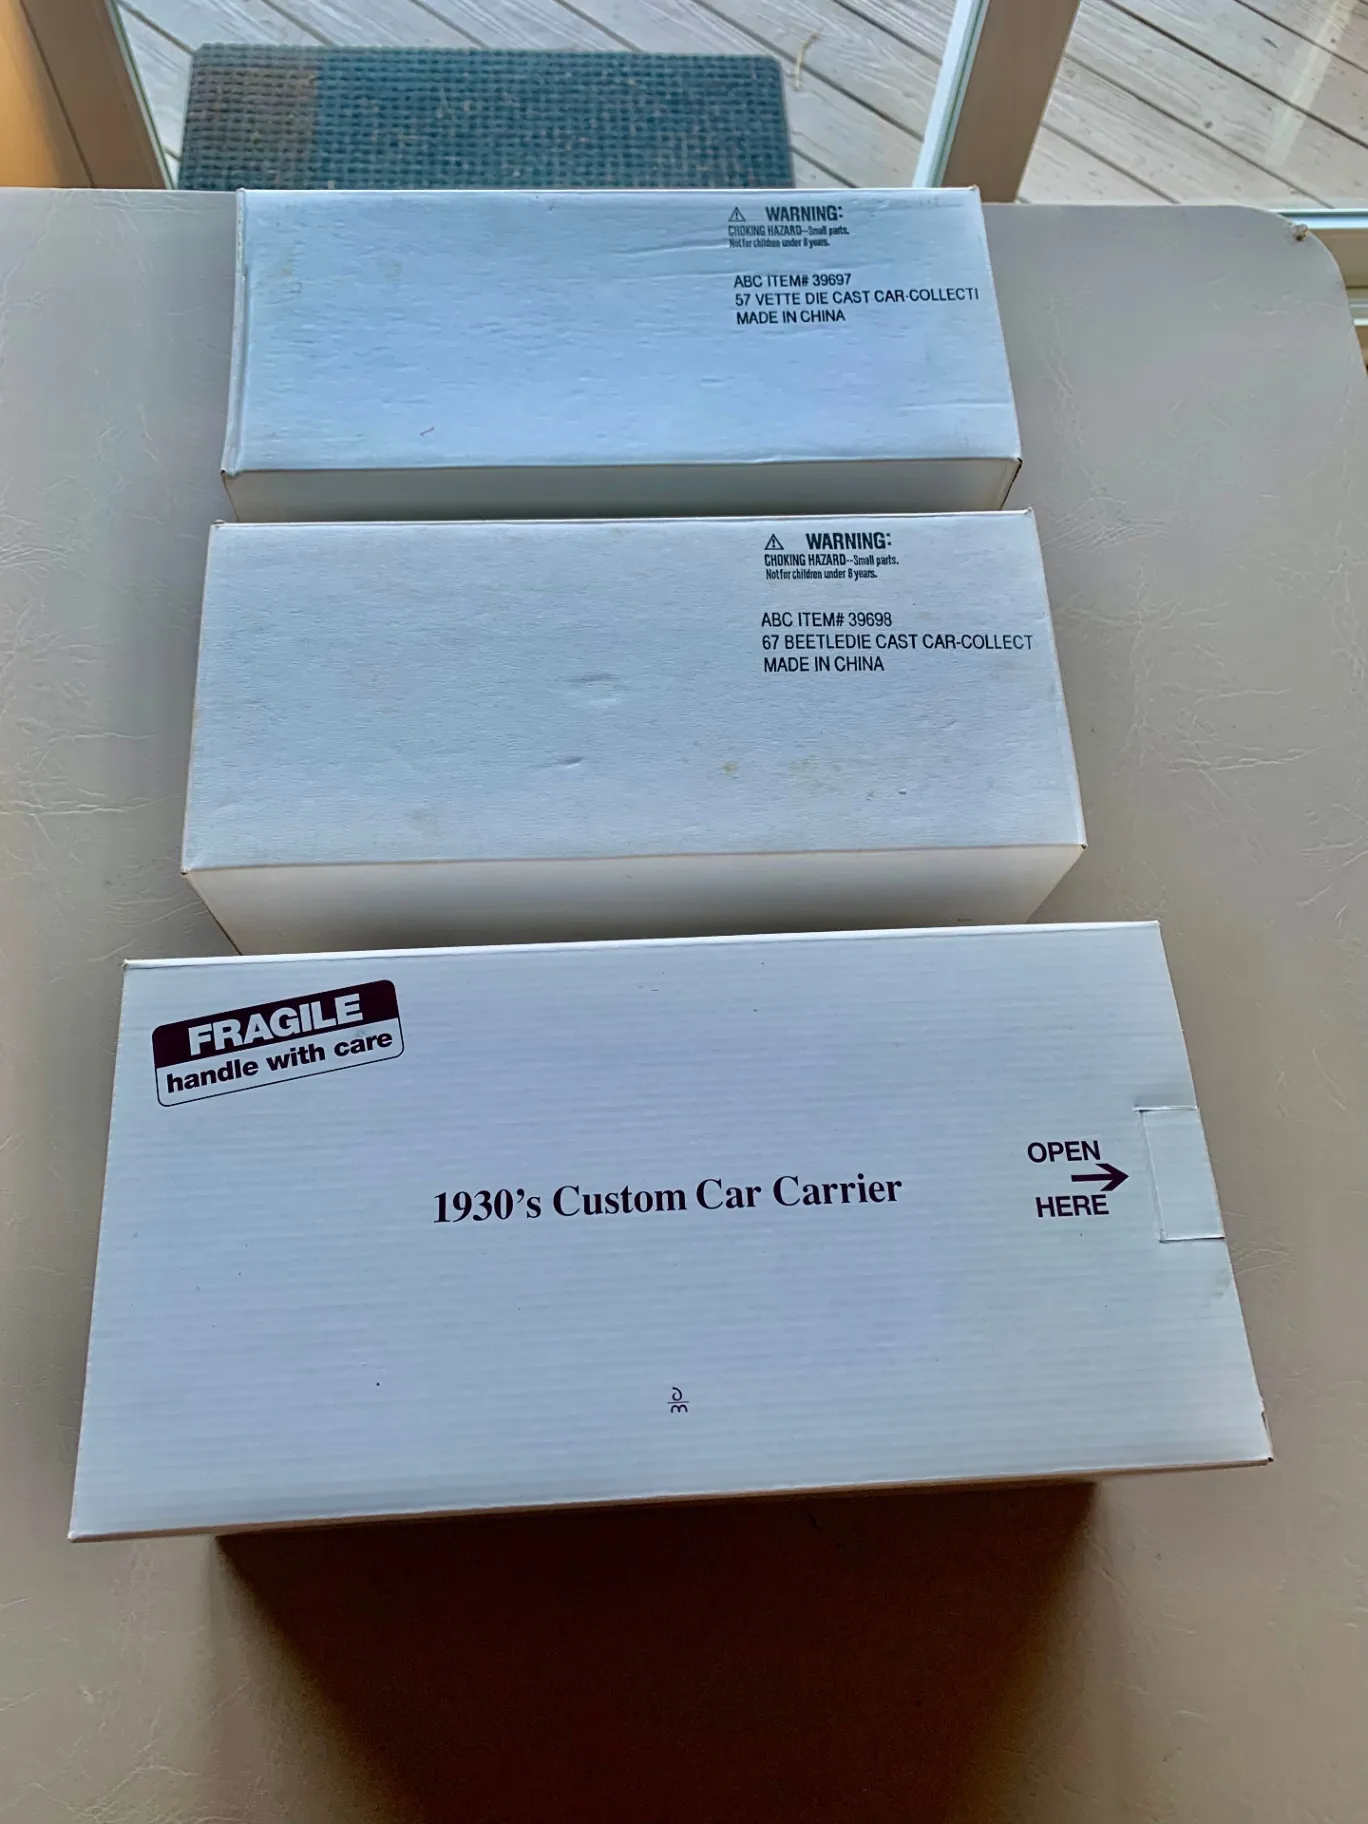 ⚠ WARNING:
CHOKING HAZARD--Small parts.
Not for children under 8 years.
ABC ITEM# 39697
57 VETTE DIE CAST CAR-COLLECTI
MADE IN CHINA
⚠ WARNING:
CHOKING HAZARD--Small parts.
Not for children under 8 years.
ABC ITEM# 39698
67 BEETLEDIE CAST CAR-COLLECT
MADE IN CHINA
FRAGILE
handle with care
1930's Custom Car Carrier
OPEN
HERE